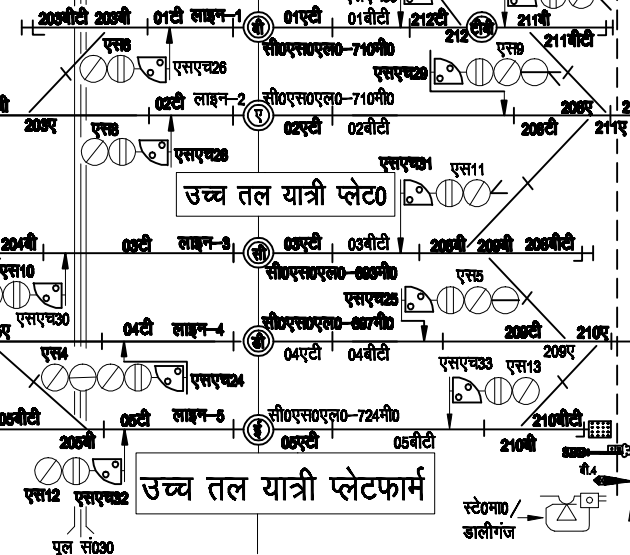 203बीटी 203बी 01टी लाइन-1 बी 01एटी 01बीटी 212टी 212 टीबी 211बी
211बीटी
एस6 सी0एस0एल0-710मी0 एस9
एसएच26 एसएच29
02टी लाइन-2 ए सी0एस0एल0-710मी0 208ए
203ए 02एटी 02बीटी 208टी 211ए
एस8
एसएच28 एसएच31 एस11
उच्च तल यात्री प्लेट0
204बी 03टी लाइन-3 सी 03एटी 03बीटी 208बी 209बी 208बीटी
एस10 सी0एस0एल0-693मी0 एस5
एसएच30 एसएच25
04टी लाइन-4 डी सी0एस0एल0-697मी0 209टी 210ए
एस4 04एटी 04बीटी 209ए
एसएच24 एसएच33 एस13
05बीटी 05टी लाइन-5 ई सी0एस0एल0-724मी0 210बीटी
205बी 05एटी 05बीटी 210बी
एस12 एसएच32 उच्च तल यात्री प्लेटफार्म बी.4
स्टे0मा0/
डालीगंज
पूल सं030